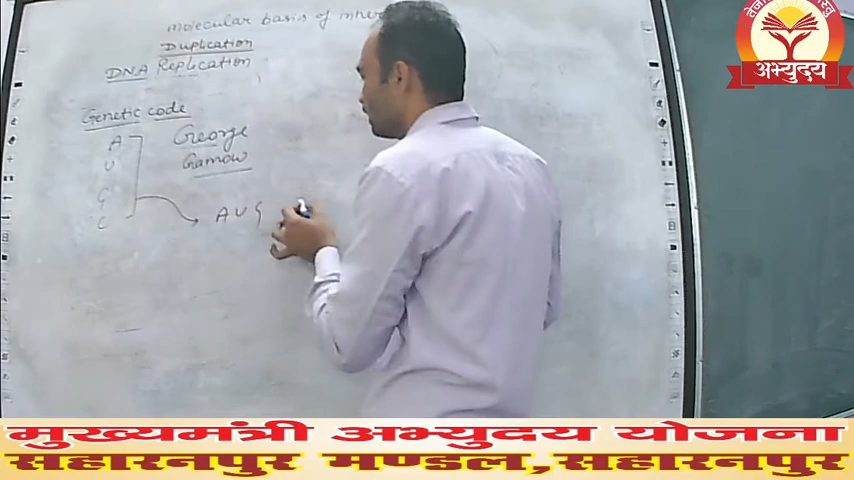 molecular basis of inher
Duplication
DNA Replication
Genetic code
A George
U Gamow
G
C AUG
अभ्युदय
मुख्यमंत्री अभ्युदय योजना
सहारनपुर मण्डल,सहारनपुर